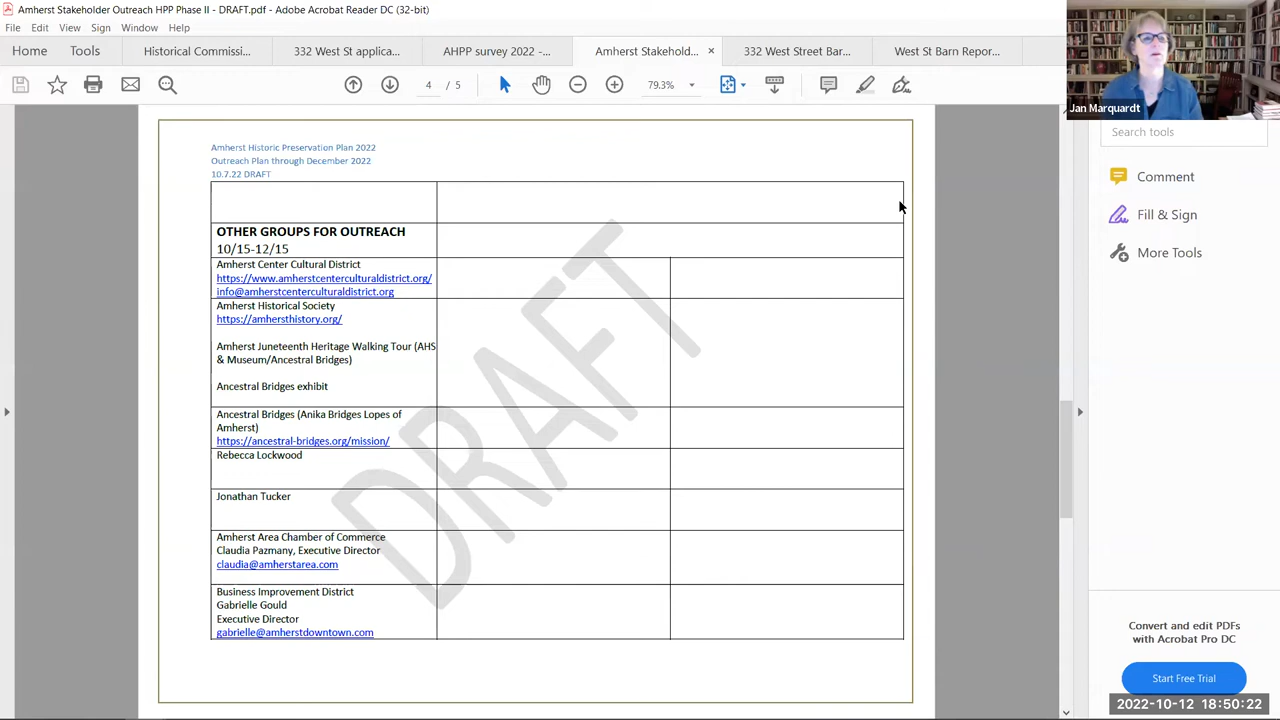 Amherst Stakeholder Outreach HPP Phase II - DRAFT.pdf - Adobe Acrobat Reader DC (32-bit)
File Edit View Sign Window Help
Home Tools Historical Commissi... 332 West St appli HPP survey 2022 -... Amherst Stakehold... × 332 West Street Bar... West St Barn Repor...
4 / 5 79.3%
Jan Marquardt
Search tools
Comment
Fill & Sign
More Tools
Amherst Historic Preservation Plan 2022
Outreach Plan through December 2022
10.7.22 DRAFT
OTHER GROUPS FOR OUTREACH
10/15-12/15
Amherst Center Cultural District
https://www.amherstcenterculturaldistrict.org/
info@amherstcenterculturaldistrict.org
Amherst Historical Society
https://amhersthistory.org/
Amherst Juneteenth Heritage Walking Tour (AHS
& Museum/Ancestral Bridges)
Ancestral Bridges exhibit
Ancestral Bridges (Anika Bridges Lopes of
Amherst)
https://ancestral-bridges.org/mission/
Rebecca Lockwood
Jonathan Tucker
Amherst Area Chamber of Commerce
Claudia Pazmany, Executive Director
claudia@amherstarea.com
Business Improvement District
Gabrielle Gould
Executive Director
gabrielle@amherstdowntown.com
DRAFT
Convert and edit PDFs
with Acrobat Pro DC
Start Free Trial
2022-10-12 18:50:22